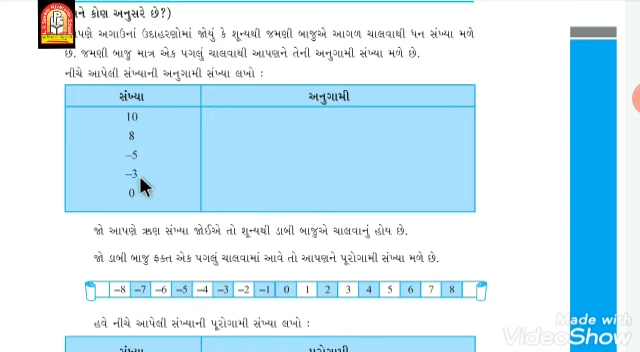 ને કોણ અનુસરે છે?)
પણે અગાઉનાં ઉદાહરણોમાં જોયું કે શૂન્યથી જમણી બાજુએ આગળ ચાલવાથી ધન સંખ્યા મળે
છે. જમણી બાજુ માત્ર એક પગલું ચાલવાથી આપણને તેની અનુગામી સંખ્યા મળે છે.
નીચે આપેલી સંખ્યાની અનુગામી સંખ્યા લખો :
સંખ્યા અનુગામી
10
8
–5
–3
0
જો આપણે ઋણ સંખ્યા જોઈએ તો શૂન્યથી ડાબી બાજુએ ચાલવાનું હોય છે.
જો ડાબી બાજુ ફક્ત એક પગલું ચાલવામાં આવે તો આપણને પૂરોગામી સંખ્યા મળે છે.
–8 –7 –6 –5 –4 –3 –2 –1 0 1 2 3 4 5 6 7 8
હવે નીચે આપેલી સંખ્યાની પૂરોગામી સંખ્યા લખો :
સંખ્યા પૂરોગામી
Made with
VideoShow